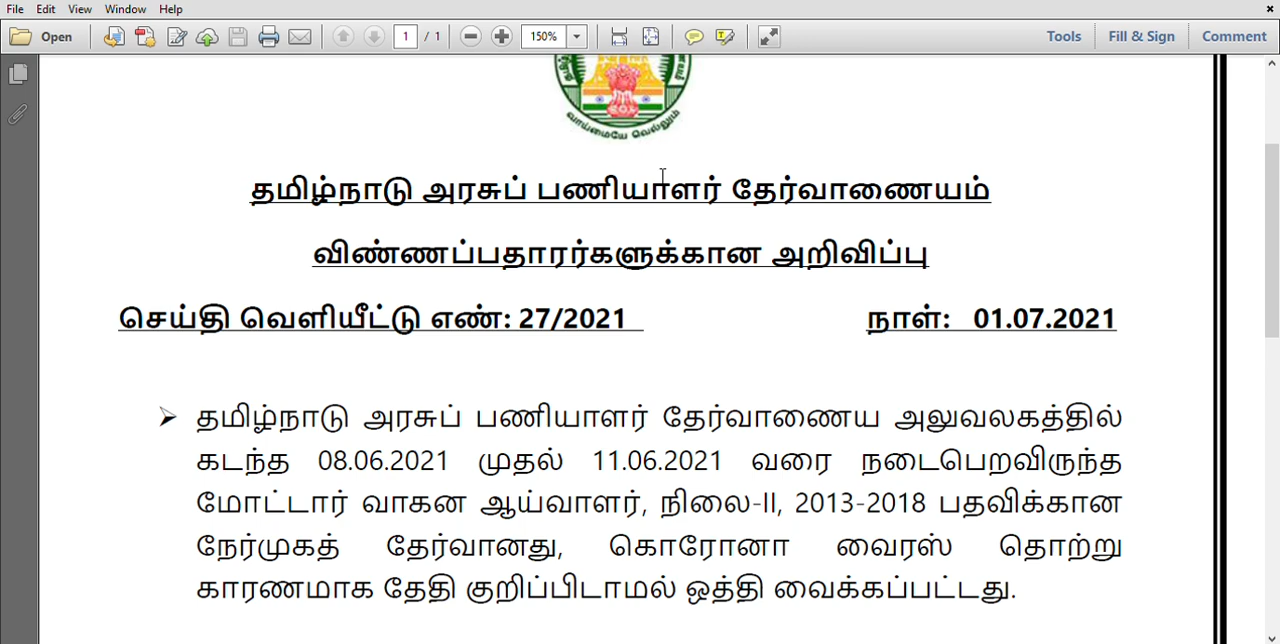 File Edit View Window Help
Open 1 / 1 150% Tools Fill & Sign Comment
வாய்மையே வெல்லும்
தமிழ்நாடு அரசுப் பணியாளர் தேர்வாணையம்
விண்ணப்பதாரர்களுக்கான அறிவிப்பு
செய்தி வெளியீட்டு எண்: 27/2021 நாள்: 01.07.2021
➤ தமிழ்நாடு அரசுப் பணியாளர் தேர்வாணைய அலுவலகத்தில்
கடந்த 08.06.2021 முதல் 11.06.2021 வரை நடைபெறவிருந்த
மோட்டார் வாகன ஆய்வாளர், நிலை-II, 2013-2018 பதவிக்கான
நேர்முகத் தேர்வானது, கொரோனா வைரஸ் தொற்று
காரணமாக தேதி குறிப்பிடாமல் ஒத்தி வைக்கப்பட்டது.